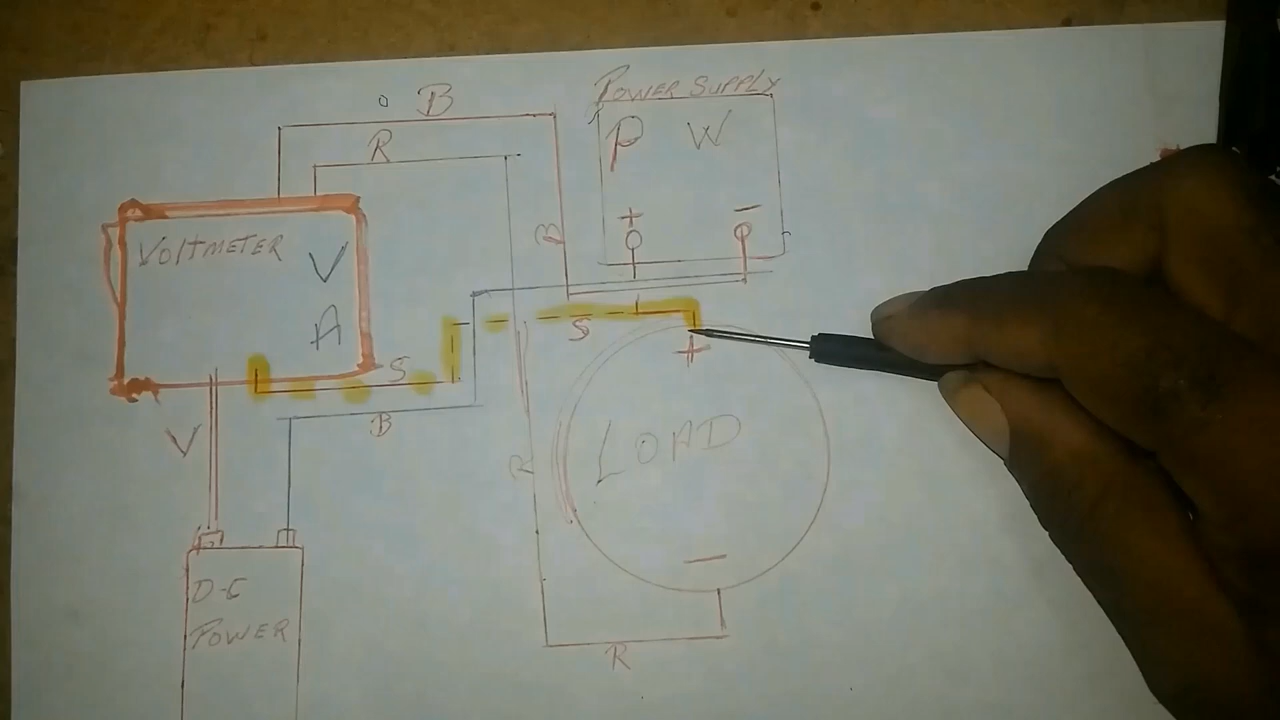 B
R
POWER SUPPLY
P W
+ -
B
VOLTMETER
V
A
S
S
+
V
B
R
LOAD
-
D-C
POWER
R